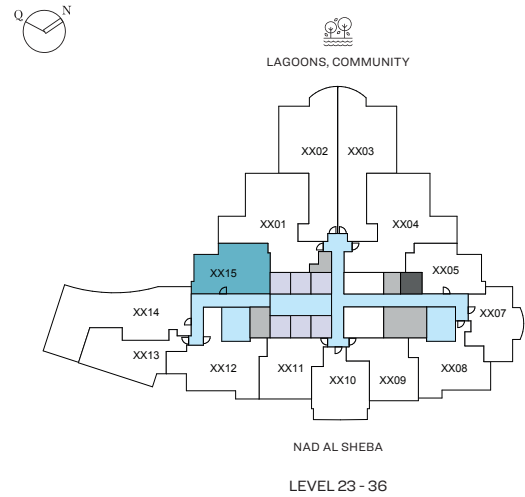 Q N
LAGOONS, COMMUNITY
XX02 XX03
XX01 XX04
XX15 XX05
XX14 XX07
XX13 XX12 XX11 XX10 XX09 XX08
NAD AL SHEBA
LEVEL 23 - 36